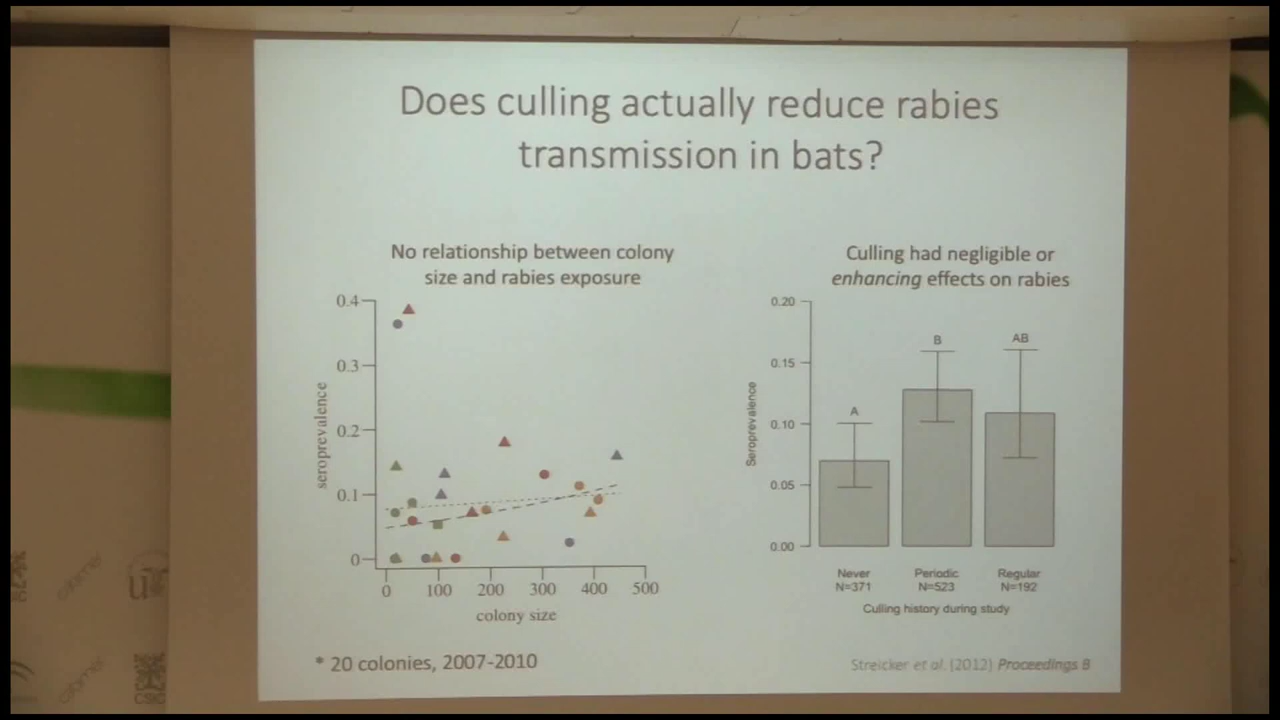 Does culling actually reduce rabies
transmission in bats?
No relationship between colony
size and rabies exposure
0.4
0.3
0.2
0.1
0
seroprevalence
0 100 200 300 400 500
colony size
* 20 colonies, 2007-2010
Culling had negligible or
enhancing effects on rabies
0.20
0.15
0.10
0.05
0.00
Seroprevalence
A
B
AB
Never Periodic Regular
N=371 N=523 N=192
Culling history during study
Streicker et al. (2012) Proceedings B